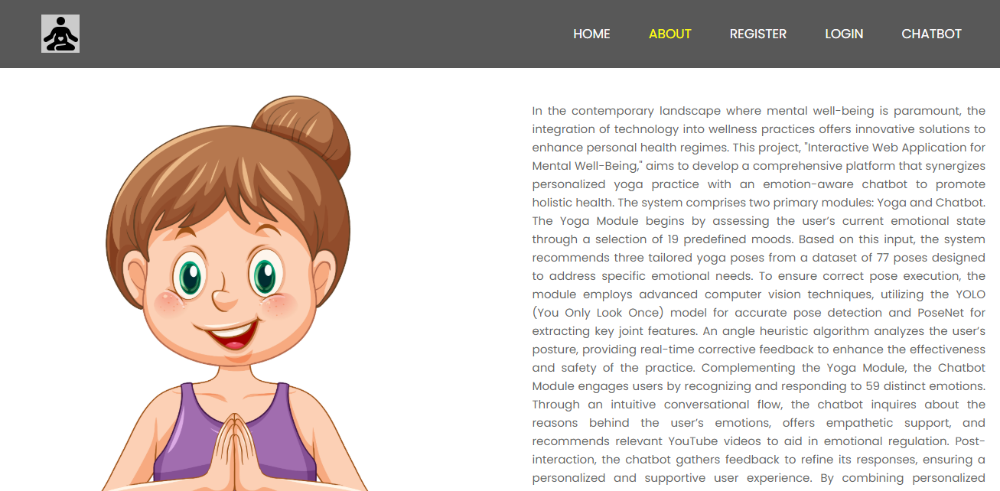 HOME ABOUT REGISTER LOGIN CHATBOT
In the contemporary landscape where mental well-being is paramount, the
integration of technology into wellness practices offers innovative solutions to
enhance personal health regimes. This project, "Interactive Web Application for
Mental Well-Being," aims to develop a comprehensive platform that synergizes
personalized yoga practice with an emotion-aware chatbot to promote
holistic health. The system comprises two primary modules: Yoga and Chatbot.
The Yoga Module begins by assessing the user’s current emotional state
through a selection of 19 predefined moods. Based on this input, the system
recommends three tailored yoga poses from a dataset of 77 poses designed
to address specific emotional needs. To ensure correct pose execution, the
module employs advanced computer vision techniques, utilizing the YOLO
(You Only Look Once) model for accurate pose detection and PoseNet for
extracting key joint features. An angle heuristic algorithm analyzes the user’s
posture, providing real-time corrective feedback to enhance the effectiveness
and safety of the practice. Complementing the Yoga Module, the Chatbot
Module engages users by recognizing and responding to 59 distinct emotions.
Through an intuitive conversational flow, the chatbot inquires about the
reasons behind the user’s emotions, offers empathetic support, and
recommends relevant YouTube videos to aid in emotional regulation. Post-
interaction, the chatbot gathers feedback to refine its responses, ensuring a
personalized and supportive user experience. By combining personalized